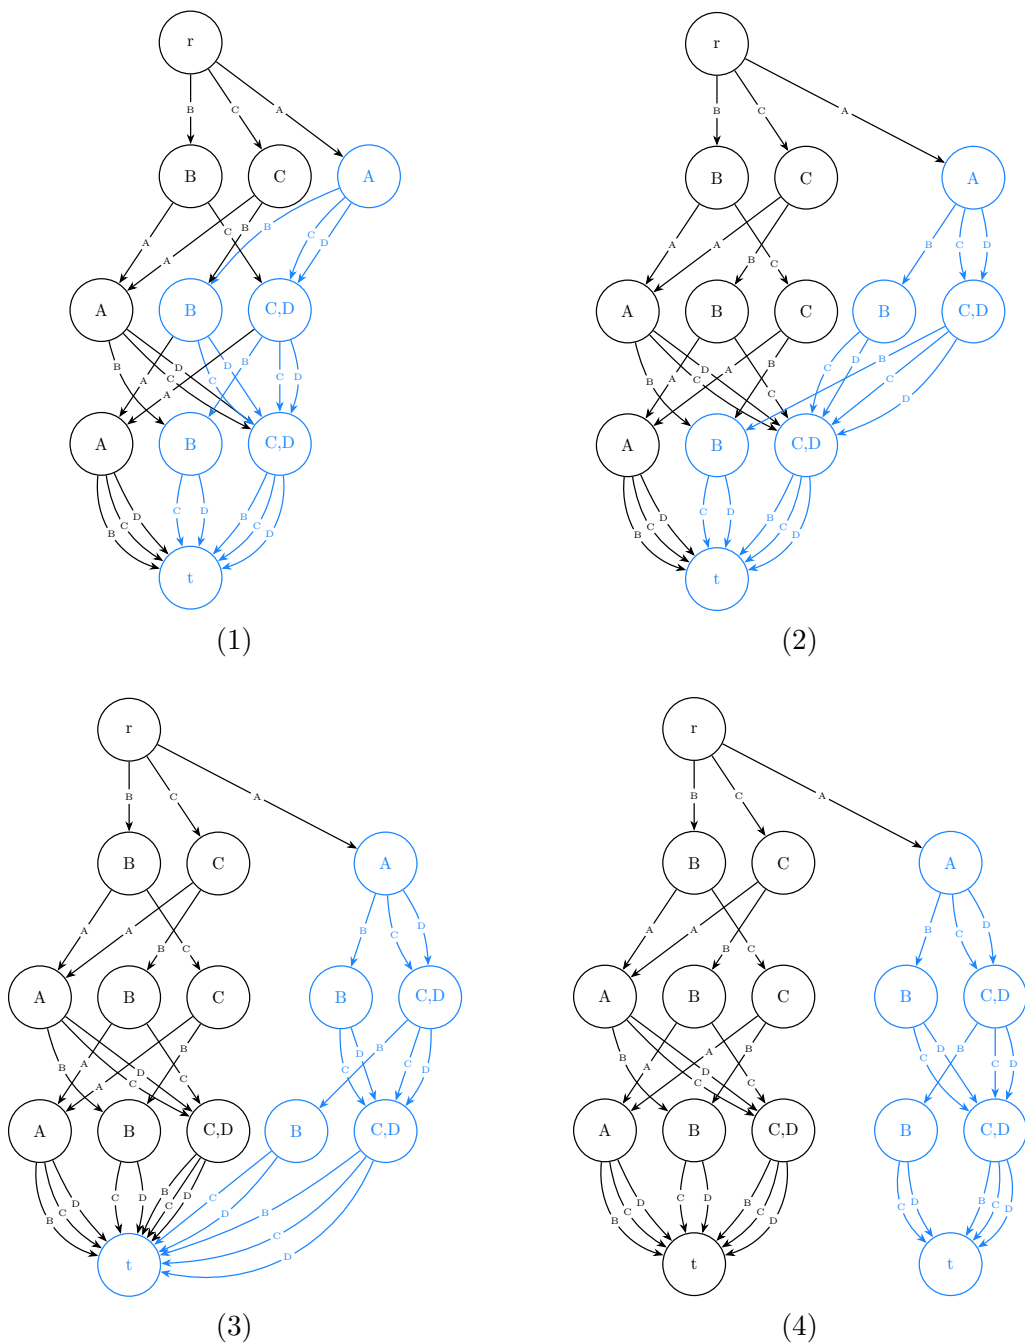 r r
B C A B C A
B C A B C A
A C B B C D A A B C B C D
A B C,D A B C B C,D
B C A A D C B D C D B A C B A D C B C D B C D
A B C,D A B C,D
B C D C D B C D B C D C D B C D
t t
(1) (2)
r r
B C A B C A
B C A B C A
A A B C B C D A A B C B C D
A B C B C,D A B C B C,D
B A C D A B C C D B C D B A C D A B C C D B C D
A B C,D B C,D A B C,D B C,D
B C D C D B C D C D B C D B C D C D B C D C D B C D
t t t
(3) (4)